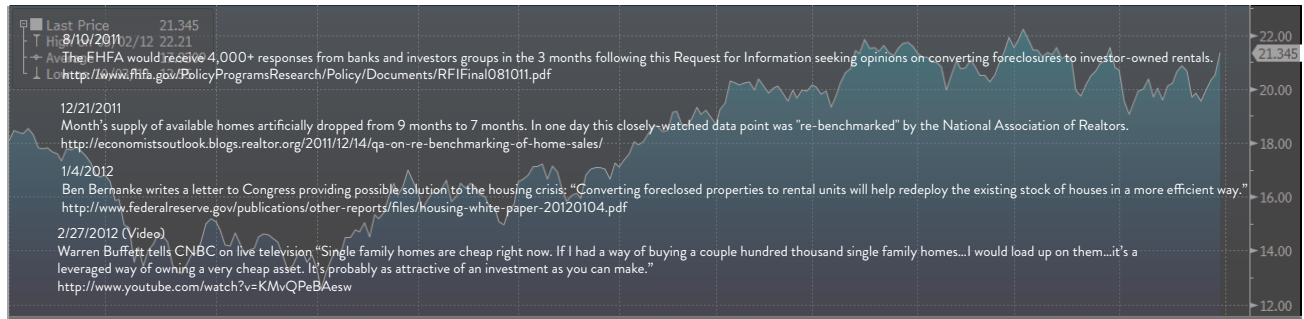 Last Price 21.345
8/10/2011
High on 03/02/12 22.21
The FHFA would receive 4,000+ responses from banks and investors groups in the 3 months following this Request for Information seeking opinions on converting foreclosures to investor-owned rentals.
http://www.fhfa.gov/PolicyProgramsResearch/Policy/Documents/RFIFinal081011.pdf
12/21/2011
Month's supply of available homes artificially dropped from 9 months to 7 months. In one day this closely-watched data point was "re-benchmarked" by the National Association of Realtors.
http://economistsoutlook.blogs.realtor.org/2011/12/14/qa-on-re-benchmarking-of-home-sales/
1/4/2012
Ben Bernanke writes a letter to Congress providing possible solution to the housing crisis: “Converting foreclosed properties to rental units will help redeploy the existing stock of houses in a more efficient way.”
http://www.federalreserve.gov/publications/other-reports/files/housing-white-paper-20120104.pdf
2/27/2012 (Video)
Warren Buffett tells CNBC on live television “Single family homes are cheap right now. If I had a way of buying a couple hundred thousand single family homes...I would load up on them...it's a
leveraged way of owning a very cheap asset. It's probably as attractive of an investment as you can make.”
http://www.youtube.com/watch?v=KMvQPeBAesw
22.00
21.345
20.00
18.00
16.00
14.00
12.00